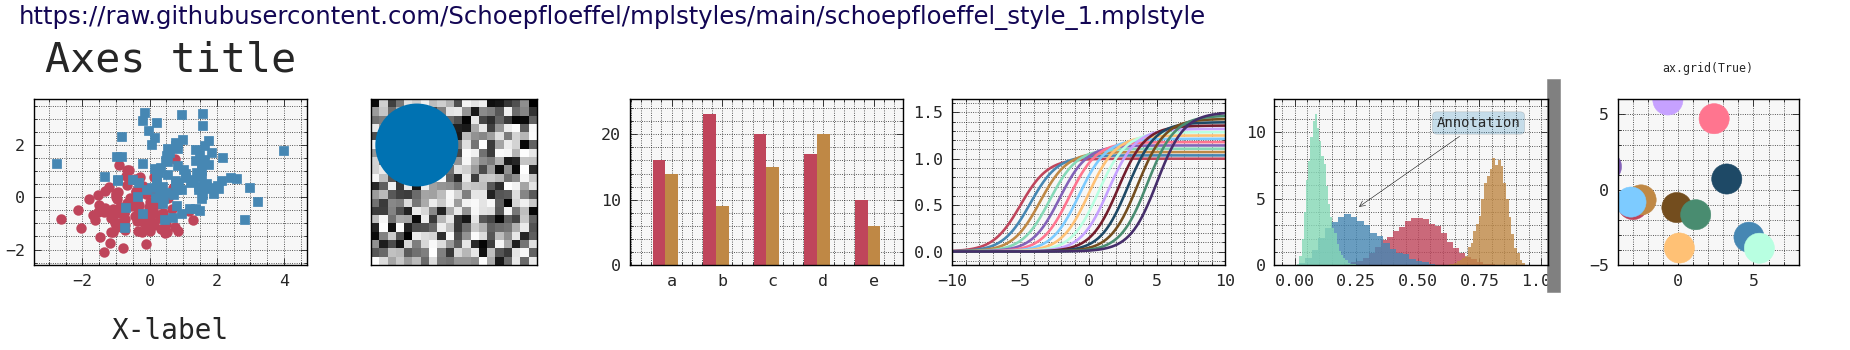 https://raw.githubusercontent.com/Schoepfloeffel/mplstyles/main/schoepfloeffel_style_1.mplstyle
Axes title
ax.grid(True)
2
0
−2
−2 0 2 4
X-label
20
10
0
a b c d e
1.5
1.0
0.5
0.0
−10 −5 0 5 10
Annotation
10
5
0
0.00 0.25 0.50 0.75 1.0
5
0
−5
0 5